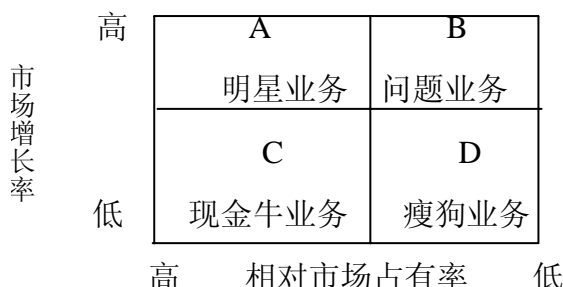 高 A B
市场增长率
明星业务 问题业务
C D
低 现金牛业务 瘦狗业务
高 相对市场占有率 低